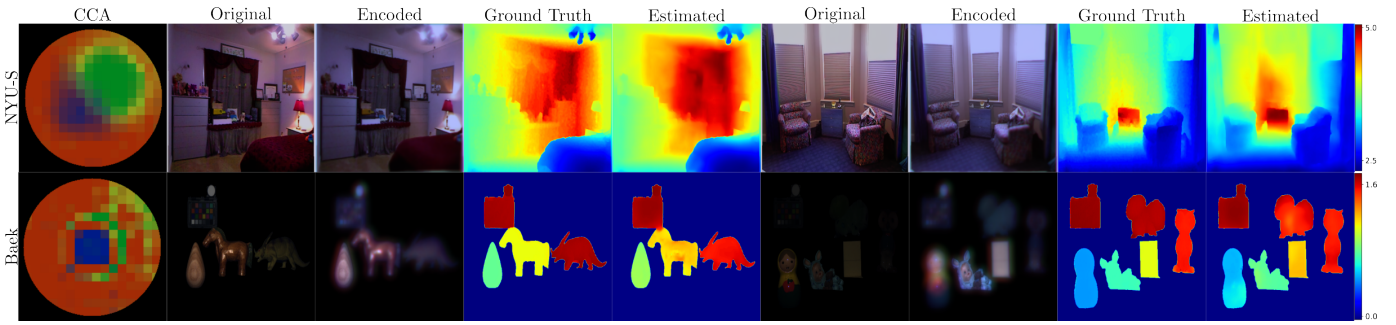 CCA Original Encoded Ground Truth Estimated Original Encoded Ground Truth Estimated
NYU-S
5.0
2.5
Back
1.6
0.0